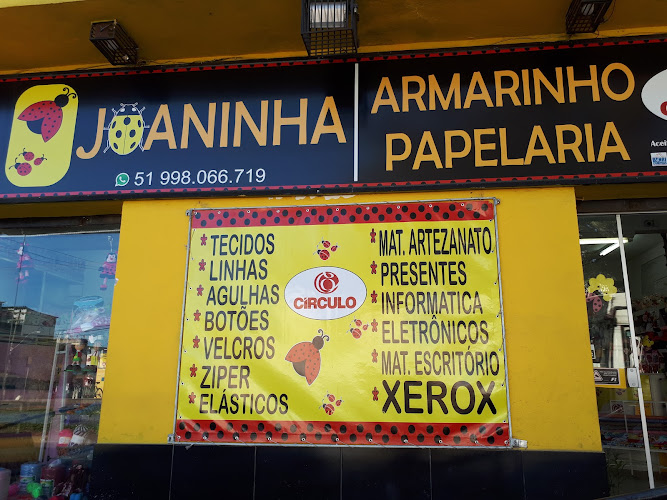 JOANINHA
51 998.066.719
ARMARINHO
PAPELARIA
TECIDOS
LINHAS
AGULHAS
BOTÕES
VELCROS
ZIPER
ELÁSTICOS
CíRCULO
MAT. ARTEZANATO
PRESENTES
INFORMATICA
ELETRÔNICOS
MAT. ESCRITÓRIO
XEROX